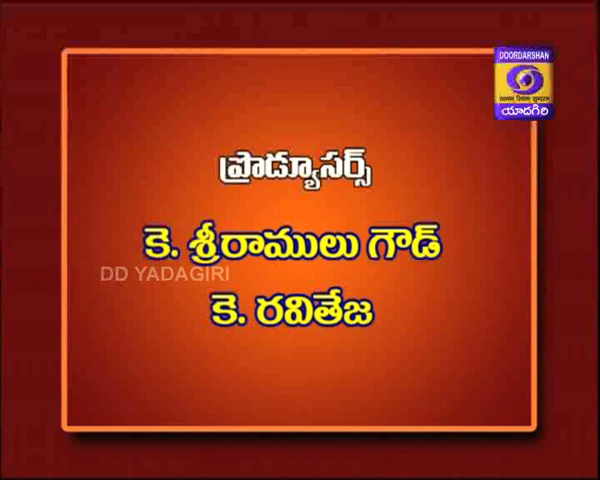 DOORDARSHAN
యాదగిరి
ప్రొడ్యూసర్స్
కె. శ్రీరాములు గౌడ్
DD YADAGIRI
కె. రవితేజ